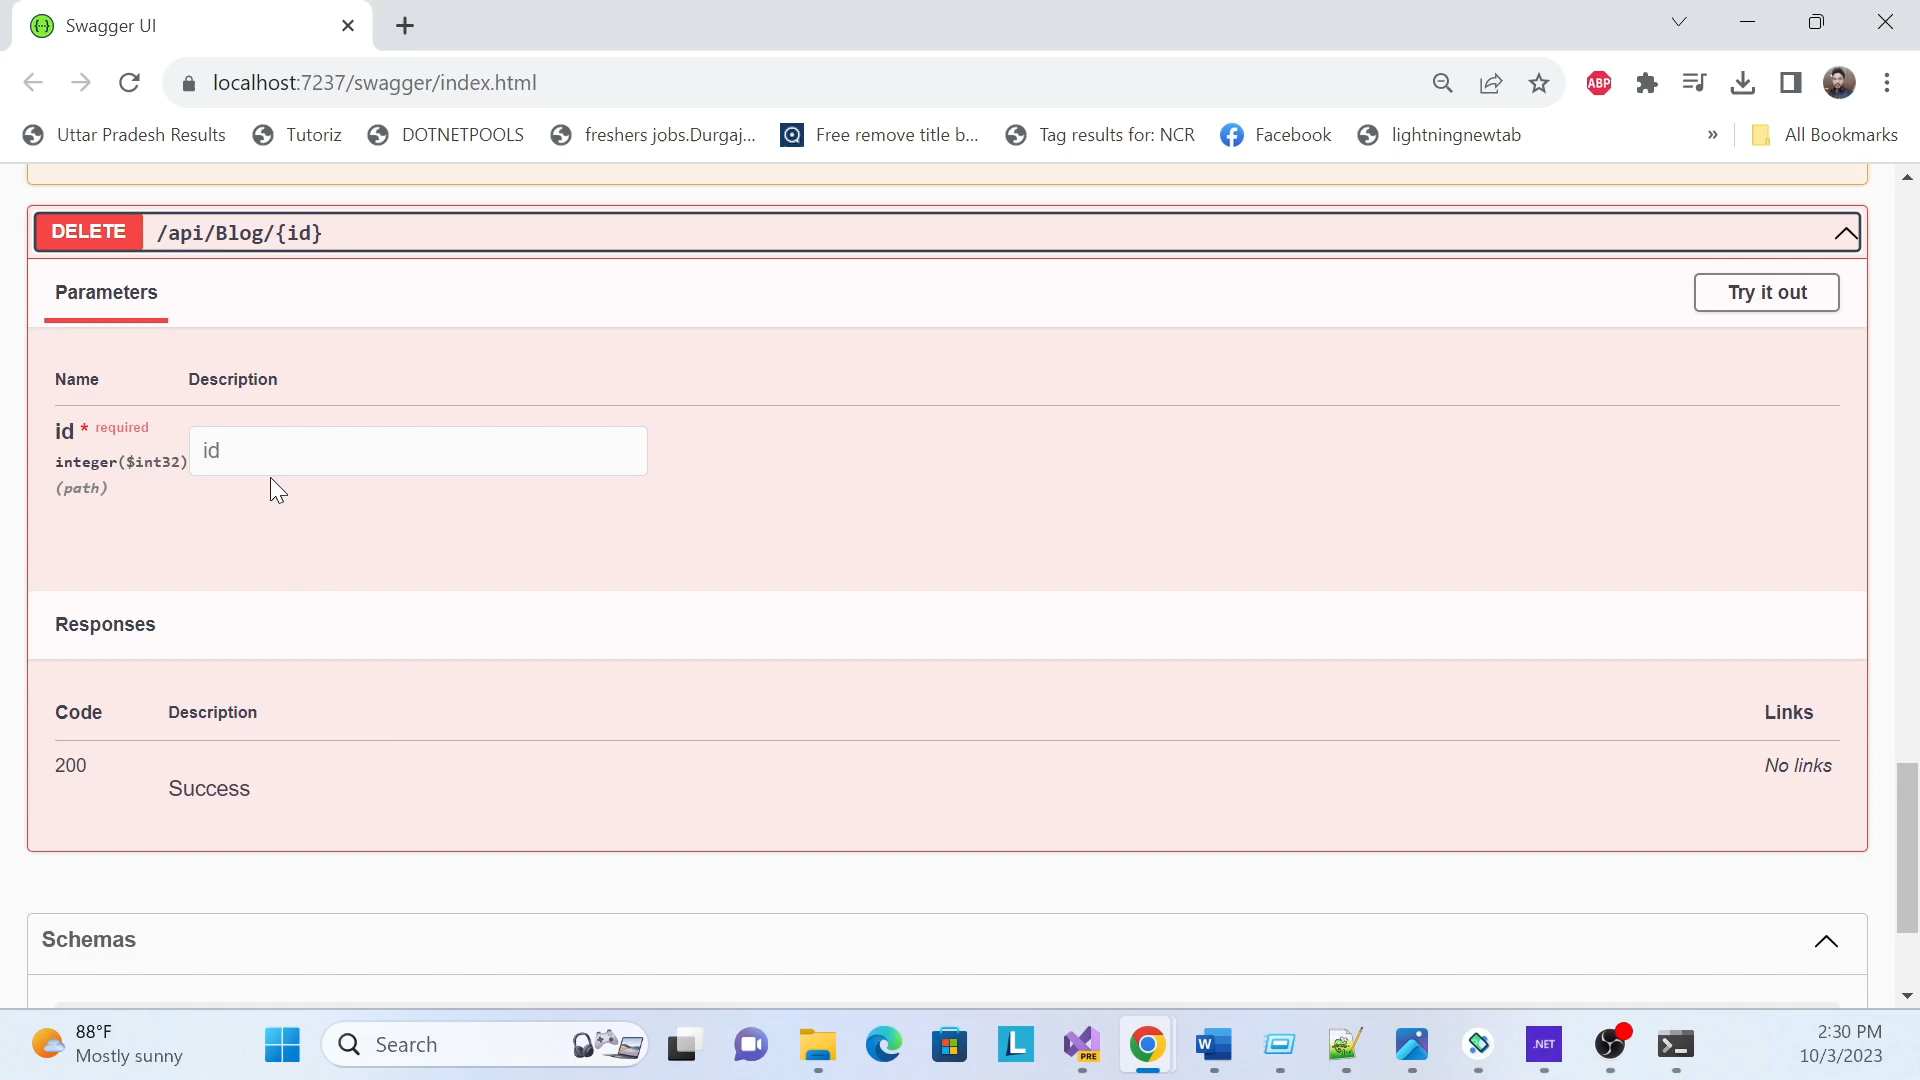 Swagger UI
localhost:7237/swagger/index.html
ABP
Uttar Pradesh Results
Tutoriz
DOTNETPOOLS
freshers jobs.Durgaj...
Free remove title b...
Tag results for: NCR
Facebook
lightningnewtab
»
All Bookmarks
DELETE /api/Blog/{id}
Parameters
Try it out
Name Description
id * required
id
integer($int32)
(path)
Responses
Code Description Links
200 No links
Success
Schemas
88°F
Mostly sunny
Search
L
PRE
W
.NET
2:30 PM
10/3/2023